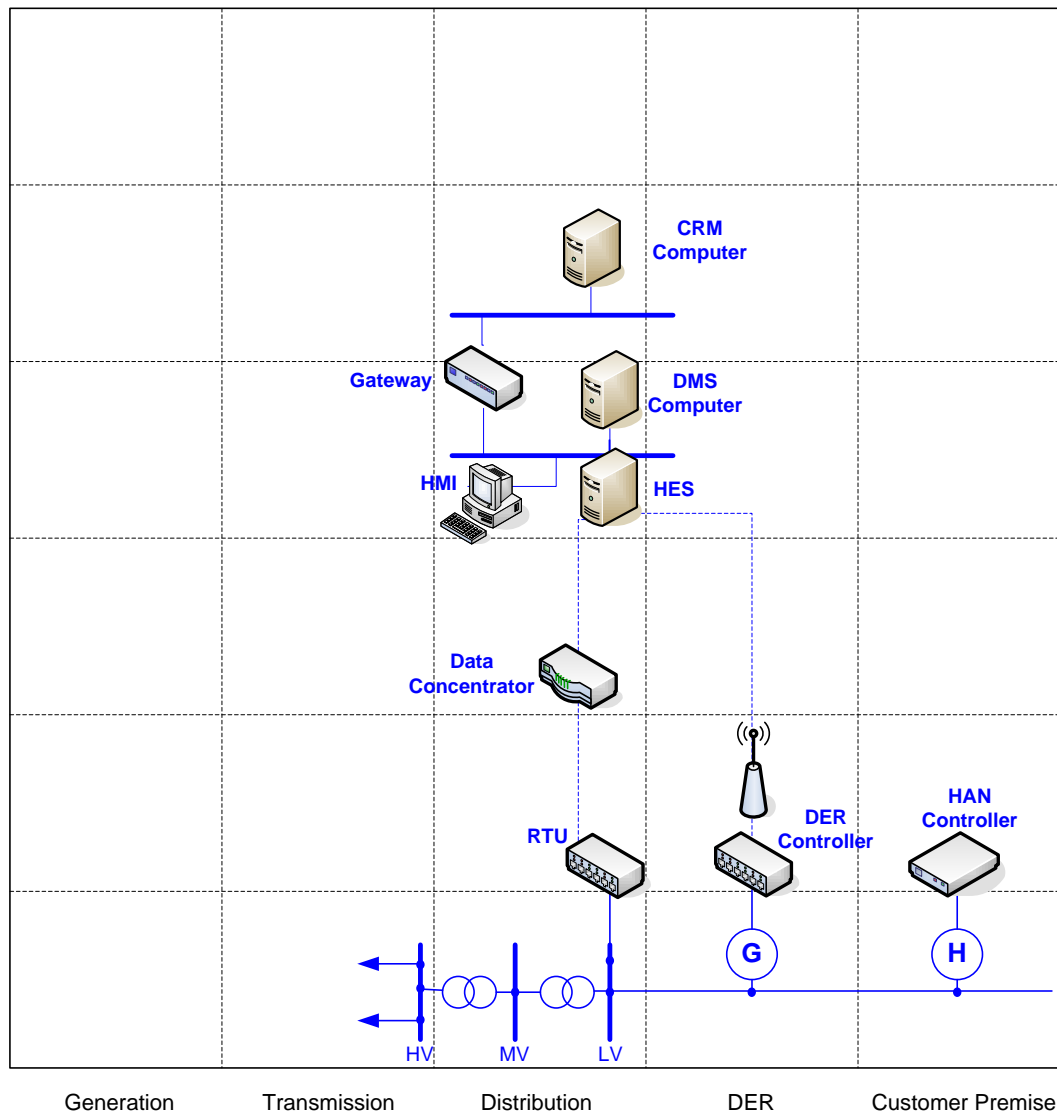 CRM
Computer
Gateway
DMS
Computer
HMI
HES
Data
Concentrator
RTU
DER
Controller
HAN
Controller
G
H
HV
MV
LV
Generation
Transmission
Distribution
DER
Customer Premise